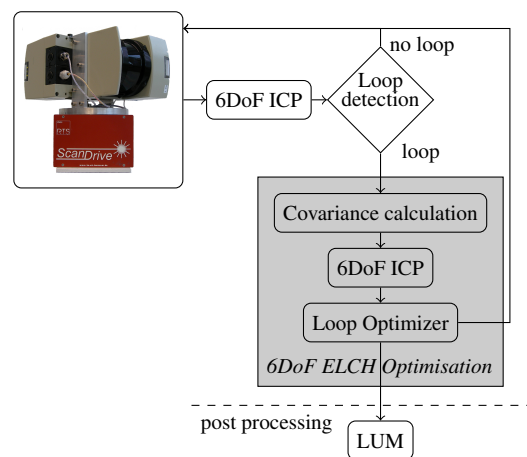 no loop
Loop
detection
6DoF ICP
RTS
ScanDrive
loop
Covariance calculation
6DoF ICP
Loop Optimizer
6DoF ELCH Optimisation
post processing
LUM